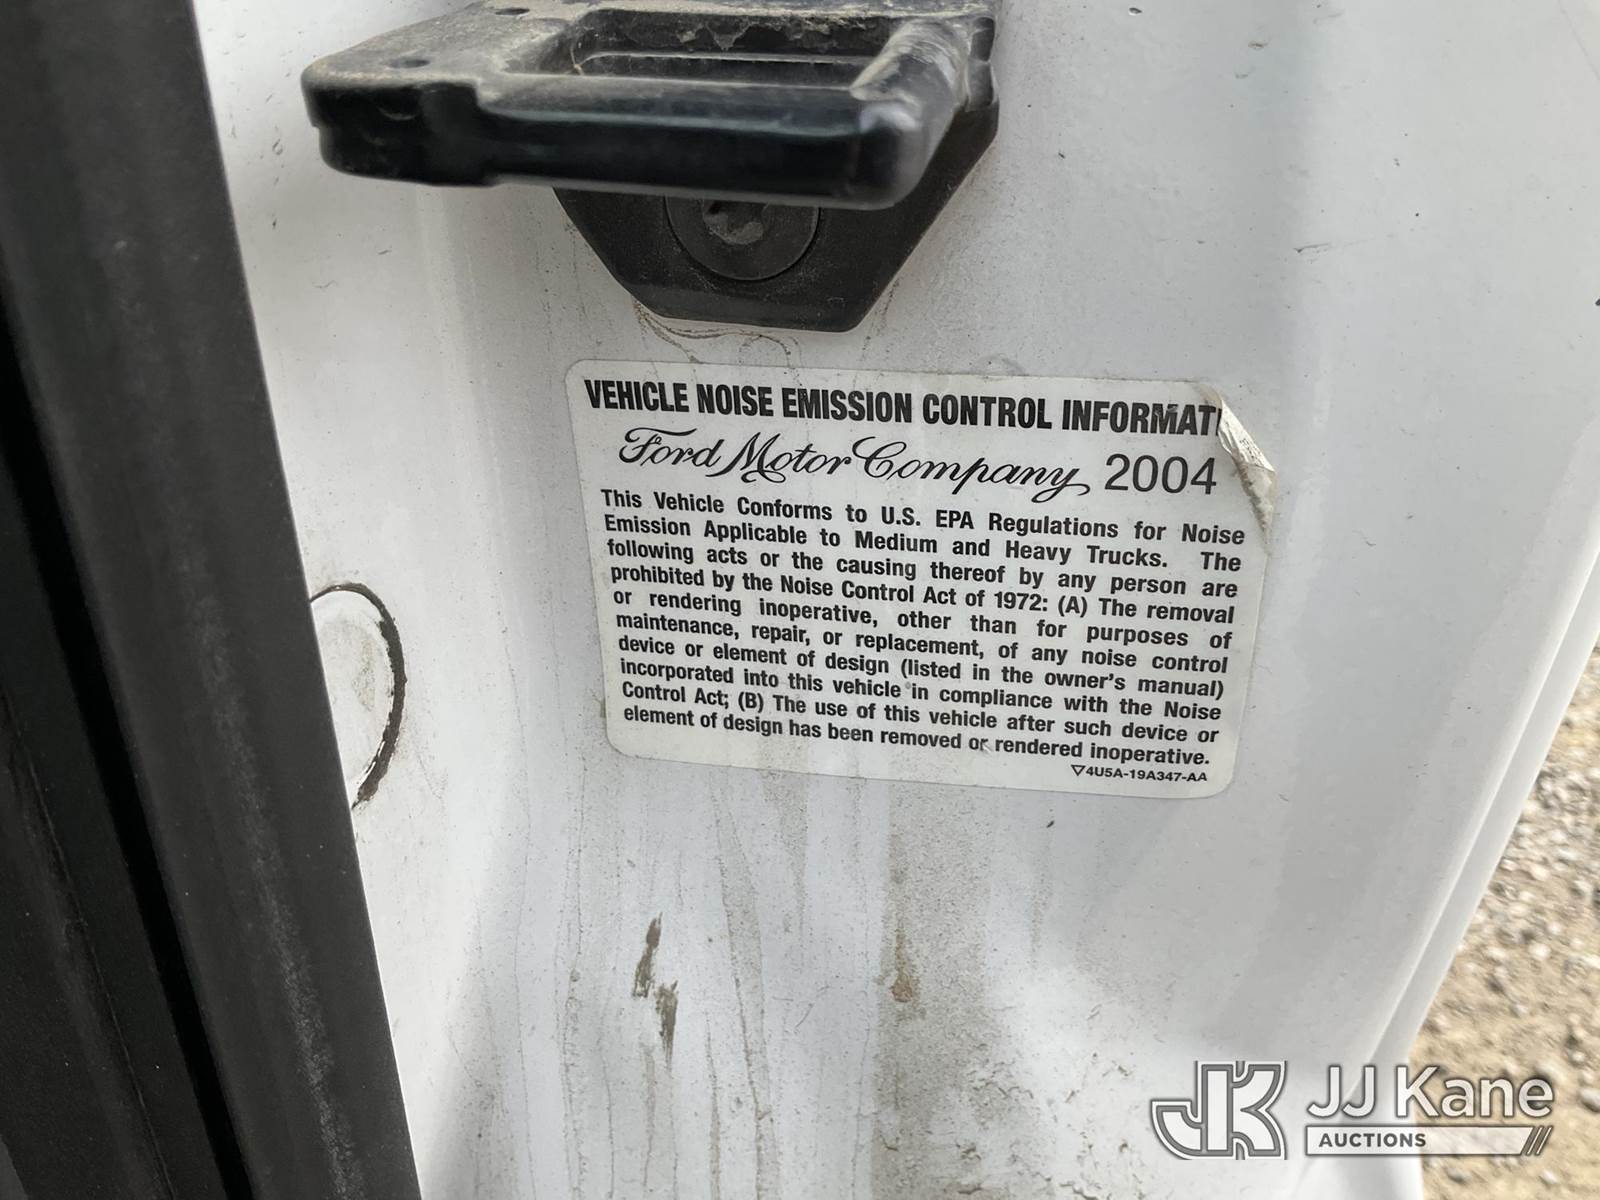 VEHICLE NOISE EMISSION CONTROL INFORMAT
Ford Motor Company, 2004
This Vehicle Conforms to U.S. EPA Regulations for Noise
Emission Applicable to Medium and Heavy Trucks. The
following acts or the causing thereof by any person are
prohibited by the Noise Control Act of 1972: (A) The removal
or rendering inoperative, other than for purposes of
maintenance, repair, or replacement, of any noise control
device or element of design (listed in the owner's manual)
incorporated into this vehicle in compliance with the Noise
Control Act; (B) The use of this vehicle after such device or
element of design has been removed or rendered inoperative.
▽4U5A-19A347-AA
JK JJ Kane
AUCTIONS